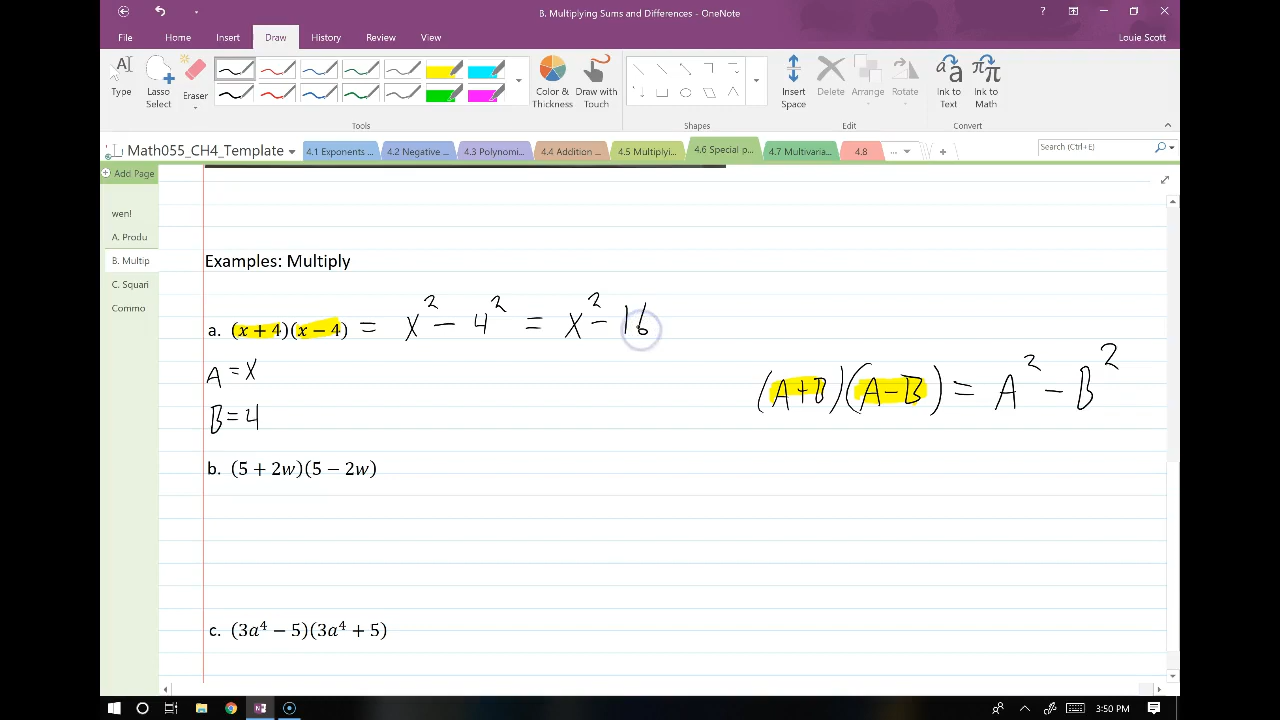 B. Multiplying Sums and Differences - OneNote
?
File Home Insert Draw History Review View
Louie Scott
Type
Lasso Select
Eraser
Color & Thickness
Draw with Touch
Insert Space
Delete
Arrange
Rotate
Ink to Text
Ink to Math
Tools Shapes Edit Convert
Math055_CH4_Template 4.1 Exponents ... 4.2 Negative ... 4.3 Polynomi... 4.4 Addition ... 4.5 Multiplyi... 4.6 Special p... 4.7 Multivaria... 4.8 ... + Search (Ctrl+E)
Add Page
wen!
A. Produ
B. Multip
C. Squari
Commo
Examples: Multiply
a. (x + 4)(x − 4) = x² − 4² = x² − 16
A = x
(A+B)(A−B) = A² − B²
B = 4
b. (5 + 2w)(5 − 2w)
c. (3a⁴ − 5)(3a⁴ + 5)
3:50 PM